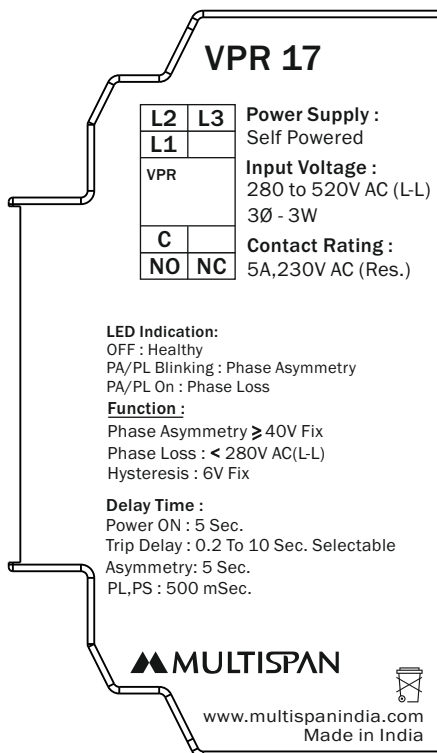 VPR 17
L2 L3
L1
VPR
C
NO NC
Power Supply :
Self Powered
Input Voltage :
280 to 520V AC (L-L)
3Ø - 3W
Contact Rating :
5A,230V AC (Res.)
LED Indication:
OFF : Healthy
PA/PL Blinking : Phase Asymmetry
PA/PL On : Phase Loss
Function :
Phase Asymmetry ⩾ 40V Fix
Phase Loss : < 280V AC(L-L)
Hysteresis : 6V Fix
Delay Time :
Power ON : 5 Sec.
Trip Delay : 0.2 To 10 Sec. Selectable
Asymmetry: 5 Sec.
PL,PS : 500 mSec.
MULTISPAN
www.multispanindia.com
Made in India